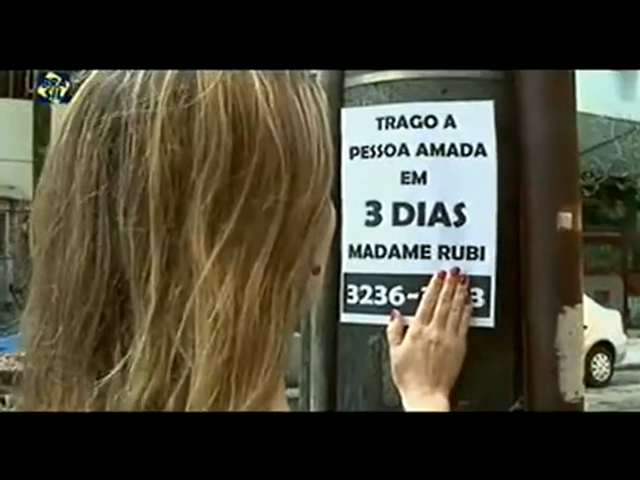 TRAGO A
PESSOA AMADA
EM
3 DIAS
MADAME RUBI
3236-